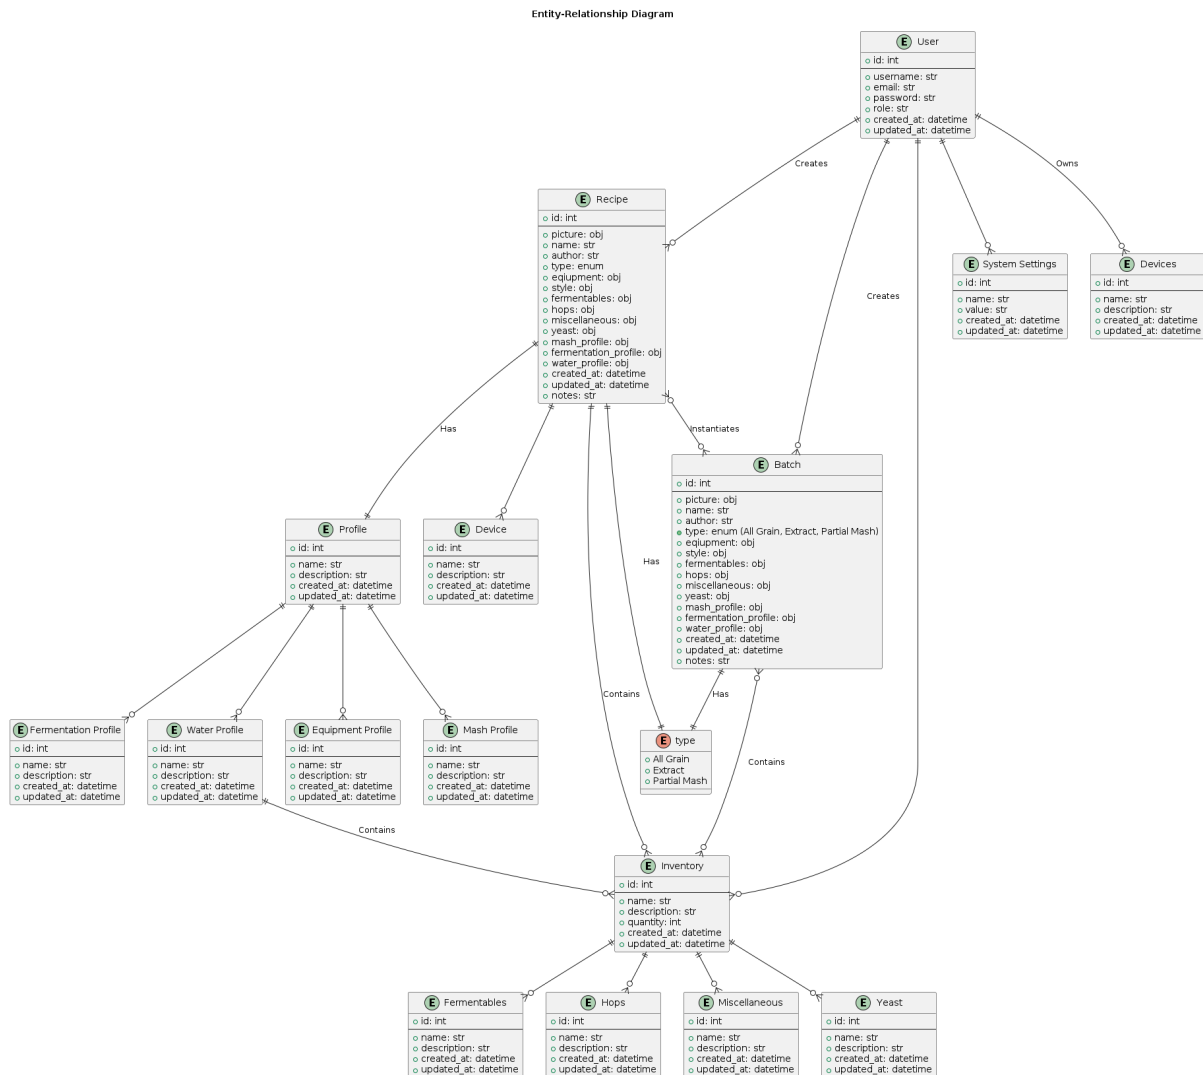 Entity-Relationship Diagram
E User
id: int
username: str
email: str
password: str
role: str
created_at: datetime
updated_at: datetime
Creates
Owns
E Recipe
id: int
picture: obj
name: str
author: str
type: enum
eqiupment: obj
style: obj
fermentables: obj
hops: obj
miscellaneous: obj
yeast: obj
mash_profile: obj
fermentation_profile: obj
water_profile: obj
created_at: datetime
updated_at: datetime
notes: str
E System Settings
id: int
name: str
value: str
created_at: datetime
updated_at: datetime
E Devices
id: int
name: str
description: str
created_at: datetime
updated_at: datetime
Creates
Has
Instantiates
E Batch
id: int
picture: obj
name: str
author: str
type: enum (All Grain, Extract, Partial Mash)
eqiupment: obj
style: obj
fermentables: obj
hops: obj
miscellaneous: obj
yeast: obj
mash_profile: obj
fermentation_profile: obj
water_profile: obj
created_at: datetime
updated_at: datetime
notes: str
E Profile
id: int
name: str
description: str
created_at: datetime
updated_at: datetime
E Device
id: int
name: str
description: str
created_at: datetime
updated_at: datetime
Has
Contains
Has
E Fermentation Profile
id: int
name: str
description: str
created_at: datetime
updated_at: datetime
E Water Profile
id: int
name: str
description: str
created_at: datetime
updated_at: datetime
E Equipment Profile
id: int
name: str
description: str
created_at: datetime
updated_at: datetime
E Mash Profile
id: int
name: str
description: str
created_at: datetime
updated_at: datetime
E type
All Grain
Extract
Partial Mash
Contains
Contains
E Inventory
id: int
name: str
description: str
quantity: int
created_at: datetime
updated_at: datetime
E Fermentables
id: int
name: str
description: str
created_at: datetime
updated_at: datetime
E Hops
id: int
name: str
description: str
created_at: datetime
updated_at: datetime
E Miscellaneous
id: int
name: str
description: str
created_at: datetime
updated_at: datetime
E Yeast
id: int
name: str
description: str
created_at: datetime
updated_at: datetime